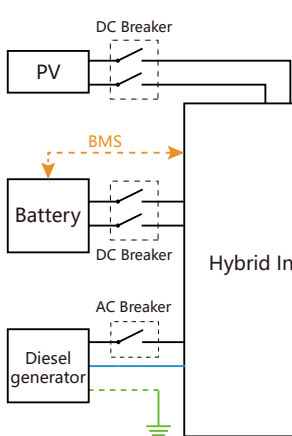 DC Breaker
PV
BMS
Battery
DC Breaker
Hybrid In
AC Breaker
Diesel
generator